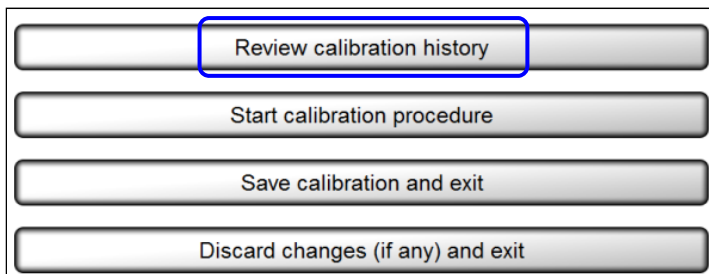 Review calibration history
Start calibration procedure
Save calibration and exit
Discard changes (if any) and exit